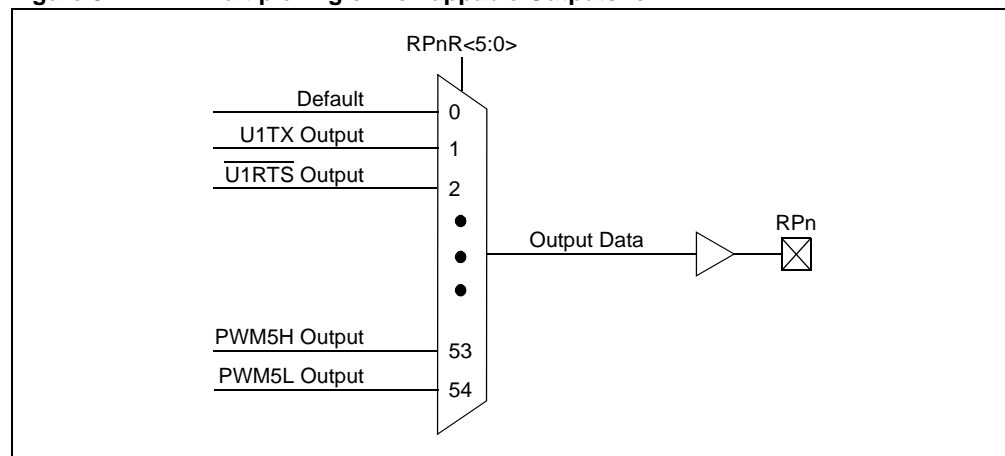 RPnR<5:0>
Default
0
U1TX Output
1
U1RTS Output
2
RPn
Output Data
PWM5H Output
53
PWM5L Output
54